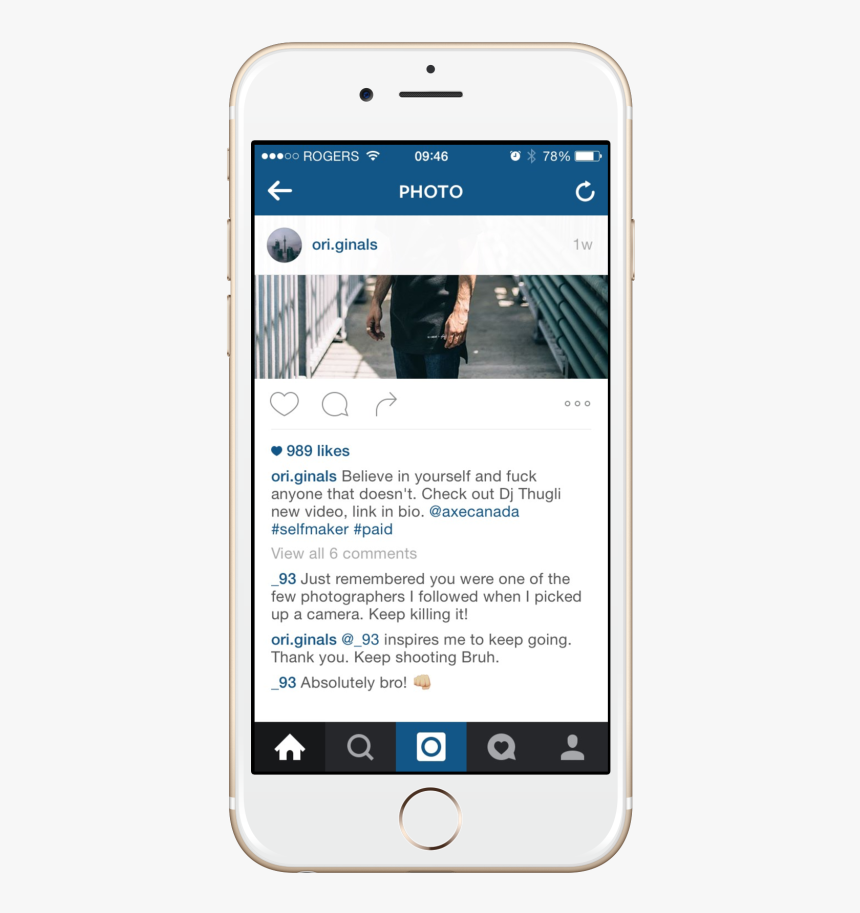 ROGERS 09:46 78%
PHOTO
ori.ginals 1w
989 likes
ori.ginals Believe in yourself and fuck
anyone that doesn't. Check out Dj Thugli
new video, link in bio. @axecanada
#selfmaker #paid
View all 6 comments
_93 Just remembered you were one of the
few photographers I followed when I picked
up a camera. Keep killing it!
ori.ginals @_93 inspires me to keep going.
Thank you. Keep shooting Bruh.
_93 Absolutely bro! 👊🏼